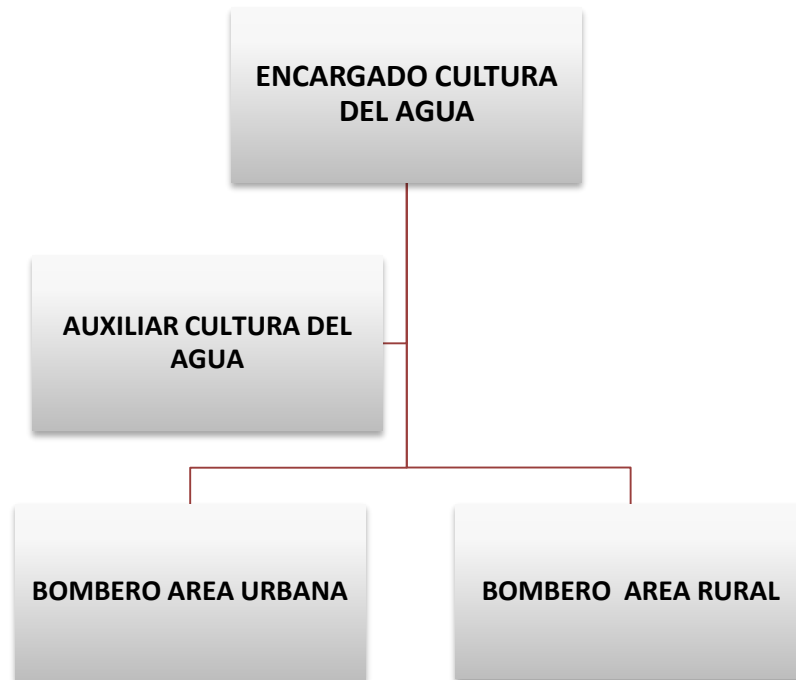 ENCARGADO CULTURA
DEL AGUA
AUXILIAR CULTURA DEL
AGUA
BOMBERO AREA URBANA
BOMBERO  AREA RURAL